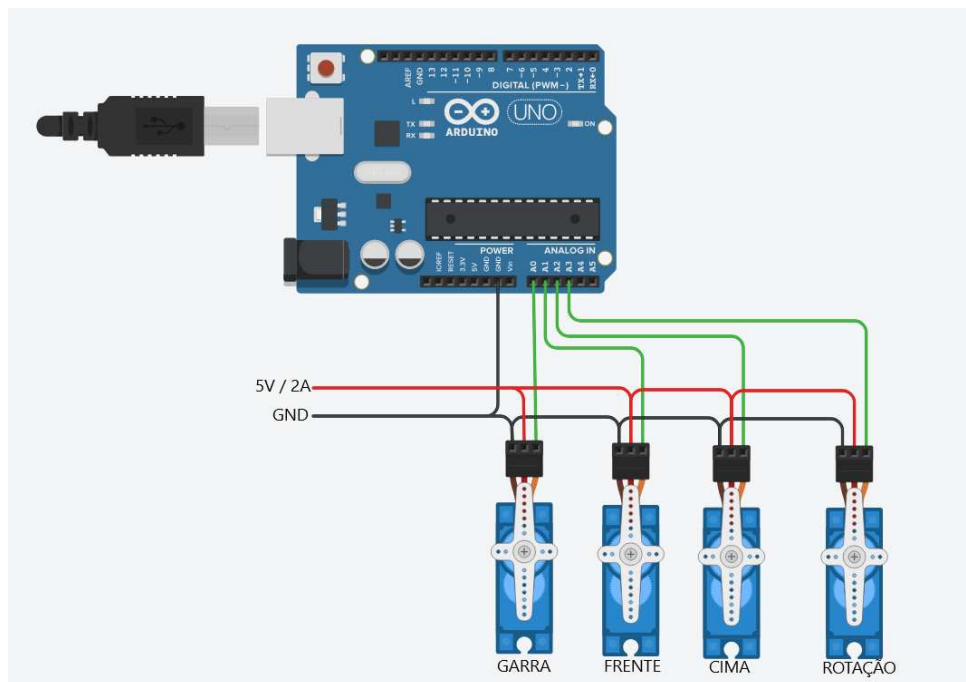 AREF
GND
13
12
~11
~10
~9
8
7
~6
~5
4
~3
2
TX→1
RX←0
DIGITAL (PWM~)
L
TX
RX
ARDUINO
UNO
ON
POWER
ANALOG IN
IOREF
RESET
3.3V
5V
GND
GND
Vin
A0
A1
A2
A3
A4
A5
5V / 2A
GND
GARRA
FRENTE
CIMA
ROTAÇÃO